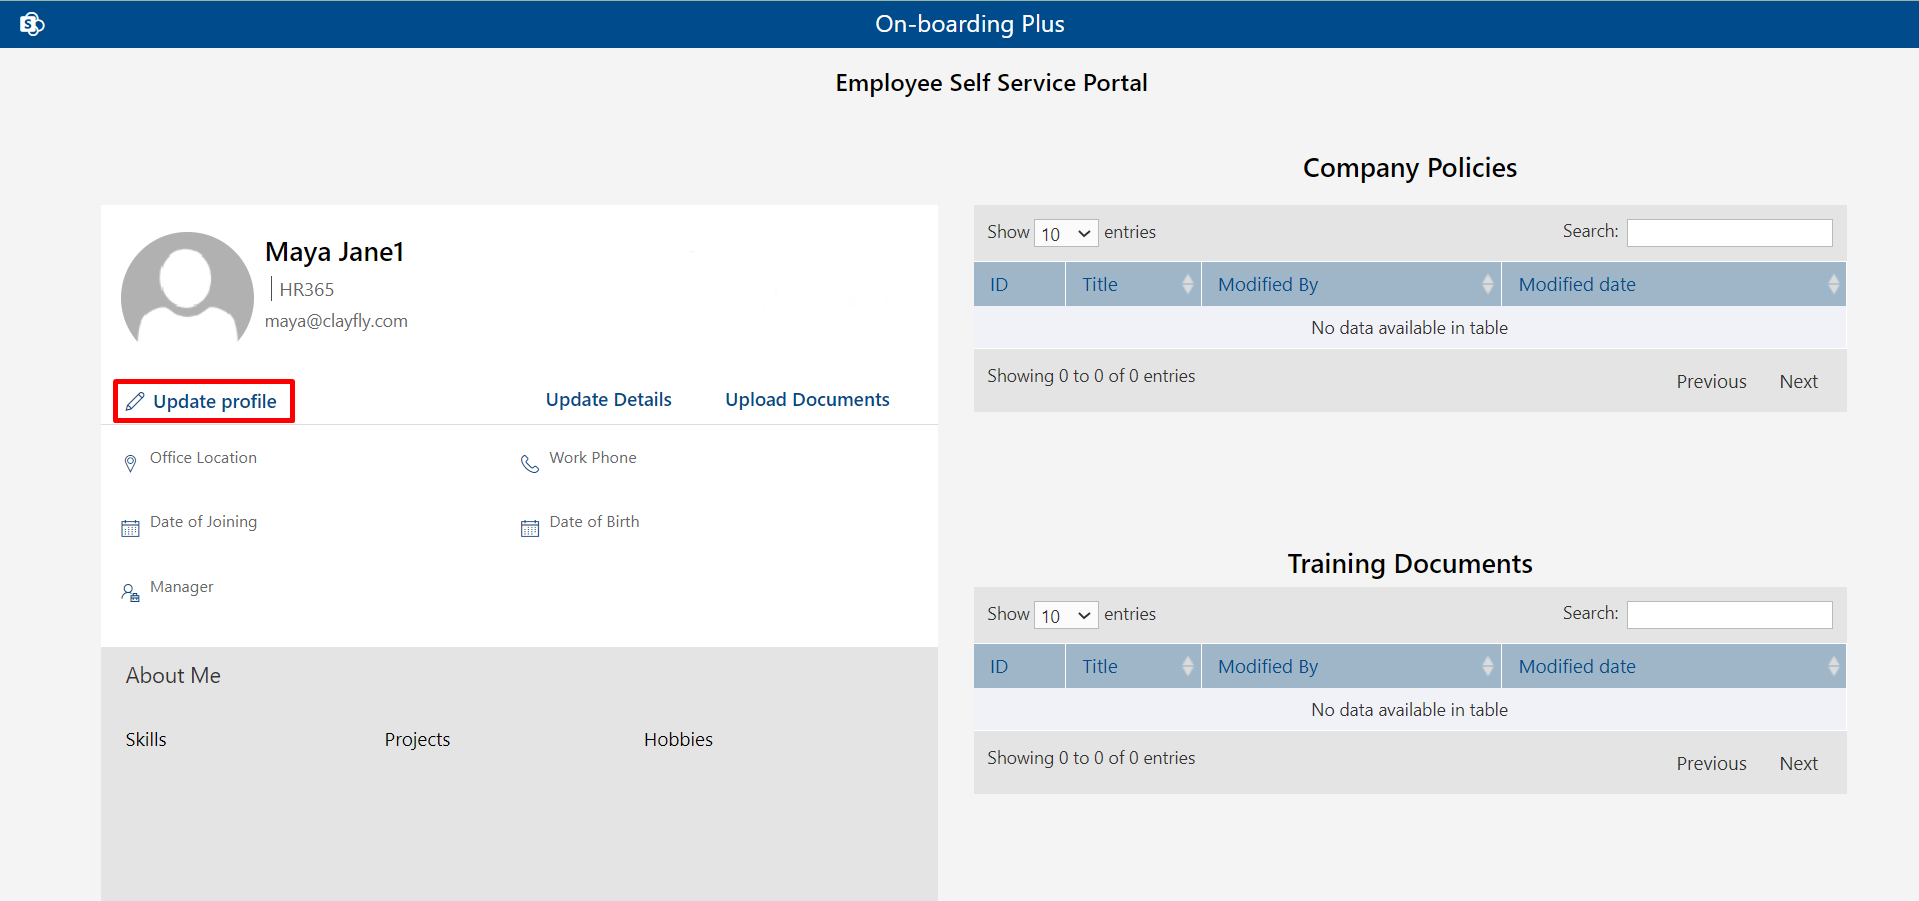 On-boarding Plus
Employee Self Service Portal
Maya Jane1
HR365
maya@clayfly.com
Update profile
Update Details
Upload Documents
Office Location
Work Phone
Date of Joining
Date of Birth
Manager
About Me
Skills Projects Hobbies
Company Policies
Show 10 entries Search:
ID Title Modified By Modified date
No data available in table
Showing 0 to 0 of 0 entries
Previous Next
Training Documents
Show 10 entries Search:
ID Title Modified By Modified date
No data available in table
Showing 0 to 0 of 0 entries
Previous Next